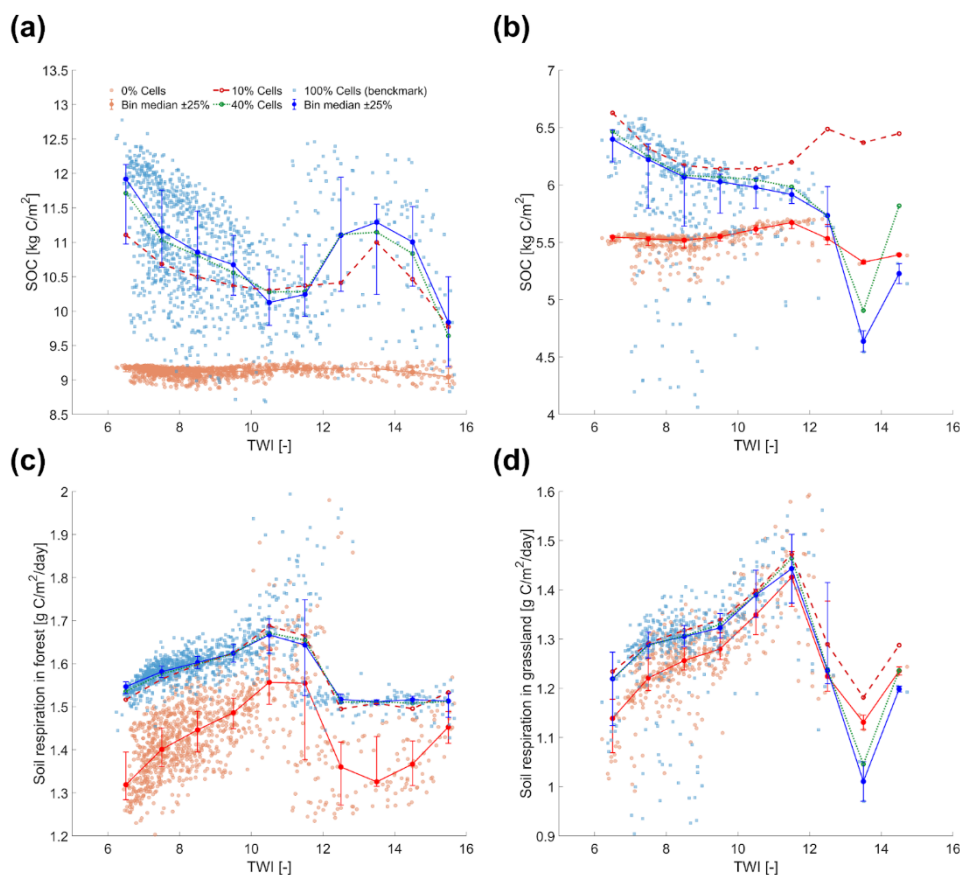 (a)
(b)
13.5
13
12.5
12
11.5
11
10.5
10
9.5
9
8.5
SOC [kg C/m²]
0% Cells 10% Cells 100% Cells (benckmark)
Bin median ±25% 40% Cells Bin median ±25%
6 8 10 12 14 16
TWI [-]
7
6.5
6
5.5
5
4.5
4
SOC [kg C/m²]
6 8 10 12 14 16
TWI [-]
(c)
(d)
2
1.9
1.8
1.7
1.6
1.5
1.4
1.3
1.2
Soil respiration in forest [g C/m²/day]
6 8 10 12 14 16
TWI [-]
1.6
1.5
1.4
1.3
1.2
1.1
1
0.9
Soil respiration in grassland [g C/m²/day]
6 8 10 12 14 16
TWI [-]